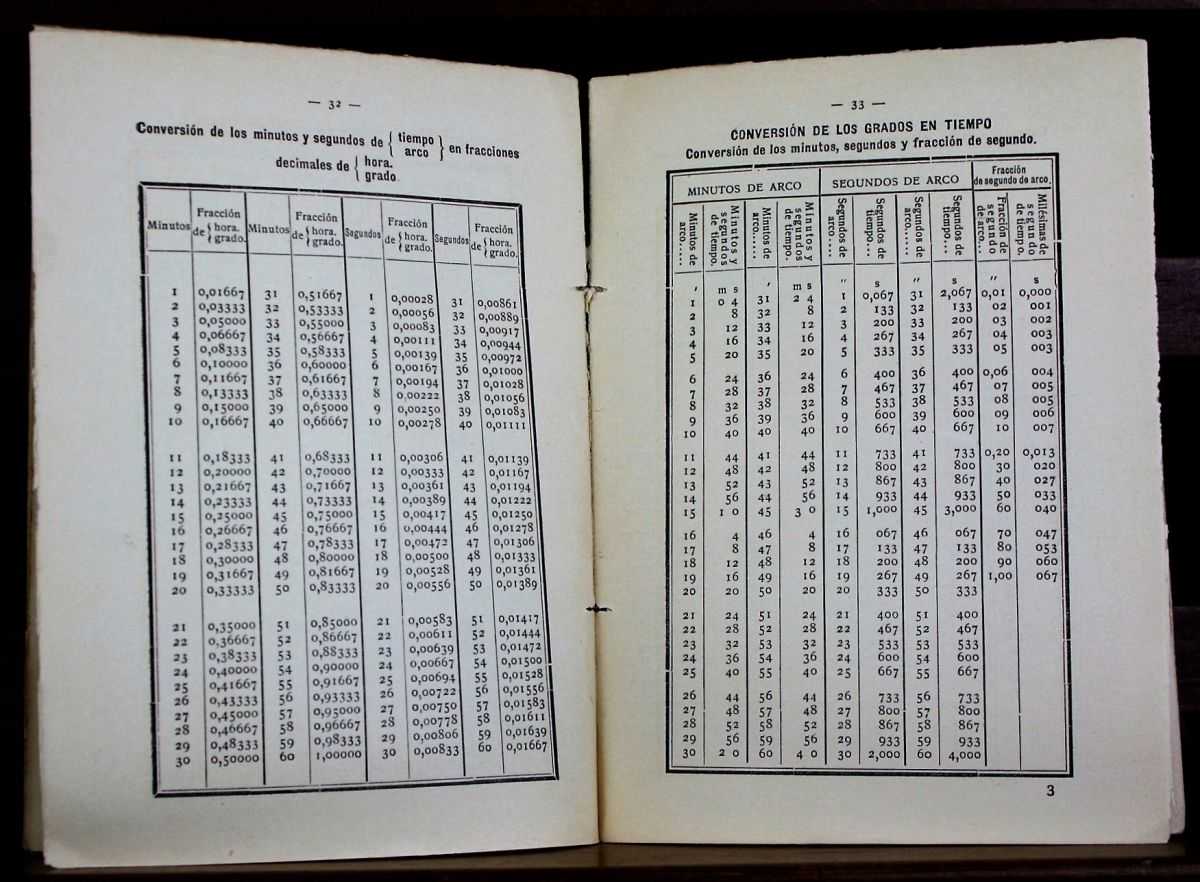 — 32 —
Conversión de los minutos y segundos de { tiempo arco } en fracciones
decimales de { hora. grado.
Minutos Fracción de { hora. grado. Minutos Fracción de { hora. grado. Segundos Fracción de { hora. grado. Segundos Fracción de { hora. grado.
1 0,01667 31 0,51667 1 0,00028 31 0,00861
2 0,03333 32 0,53333 2 0,00056 32 0,00889
3 0,05000 33 0,55000 3 0,00083 33 0,00917
4 0,06667 34 0,56667 4 0,00111 34 0,00944
5 0,08333 35 0,58333 5 0,00139 35 0,00972
6 0,10000 36 0,60000 6 0,00167 36 0,01000
7 0,11667 37 0,61667 7 0,00194 37 0,01028
8 0,13333 38 0,63333 8 0,00222 38 0,01056
9 0,15000 39 0,65000 9 0,00250 39 0,01083
10 0,16667 40 0,66667 10 0,00278 40 0,01111
11 0,18333 41 0,68333 11 0,00306 41 0,01139
12 0,20000 42 0,70000 12 0,00333 42 0,01167
13 0,21667 43 0,71667 13 0,00361 43 0,01194
14 0,23333 44 0,73333 14 0,00389 44 0,01222
15 0,25000 45 0,75000 15 0,00417 45 0,01250
16 0,26667 46 0,76667 16 0,00444 46 0,01278
17 0,28333 47 0,78333 17 0,00472 47 0,01306
18 0,30000 48 0,80000 18 0,00500 48 0,01333
19 0,31667 49 0,81667 19 0,00528 49 0,01361
20 0,33333 50 0,83333 20 0,00556 50 0,01389
21 0,35000 51 0,85000 21 0,00583 51 0,01417
22 0,36667 52 0,86667 22 0,00611 52 0,01444
23 0,38333 53 0,88333 23 0,00639 53 0,01472
24 0,40000 54 0,90000 24 0,00667 54 0,01500
25 0,41667 55 0,91667 25 0,00694 55 0,01528
26 0,43333 56 0,93333 26 0,00722 56 0,01556
27 0,45000 57 0,95000 27 0,00750 57 0,01583
28 0,46667 58 0,96667 28 0,00778 58 0,01611
29 0,48333 59 0,98333 29 0,00806 59 0,01639
30 0,50000 60 1,00000 30 0,00833 60 0,01667
— 33 —
CONVERSIÓN DE LOS GRADOS EN TIEMPO
Conversión de los minutos, segundos y fracción de segundo.
MINUTOS DE ARCO SEGUNDOS DE ARCO Fracción de segundo de arco.
Minutos de arco.... Minutos y segundos de tiempo. Minutos de arco..... Minutos y segundos de tiempo. Segundos de arco..... Segundos de tiempo.... Segundos de arco..... Segundos de tiempo... Fracción de segundo de arco... Milésimas de segundo de tiempo.
′ m s ′ m s ″ s ″ s ″ s
1 0 4 31 2 4 1 0,067 31 2,067 0,01 0,000
2 8 32 8 2 133 32 133 02 001
3 12 33 12 3 200 33 200 03 002
4 16 34 16 4 267 34 267 04 003
5 20 35 20 5 333 35 333 05 003
6 24 36 24 6 400 36 400 0,06 004
7 28 37 28 7 467 37 467 07 005
8 32 38 32 8 533 38 533 08 005
9 36 39 36 9 600 39 600 09 006
10 40 40 40 10 667 40 667 10 007
11 44 41 44 11 733 41 733 0,20 0,013
12 48 42 48 12 800 42 800 30 020
13 52 43 52 13 867 43 867 40 027
14 56 44 56 14 933 44 933 50 033
15 1 0 45 3 0 15 1,000 45 3,000 60 040
16 4 46 4 16 067 46 067 70 047
17 8 47 8 17 133 47 133 80 053
18 12 48 12 18 200 48 200 90 060
19 16 49 16 19 267 49 267 1,00 067
20 20 50 20 20 333 50 333
21 24 51 24 21 400 51 400
22 28 52 28 22 467 52 467
23 32 53 32 23 533 53 533
24 36 54 36 24 600 54 600
25 40 55 40 25 667 55 667
26 44 56 44 26 733 56 733
27 48 57 48 27 800 57 800
28 52 58 52 28 867 58 867
29 56 59 56 29 933 59 933
30 2 0 60 4 0 30 2,000 60 4,000
3